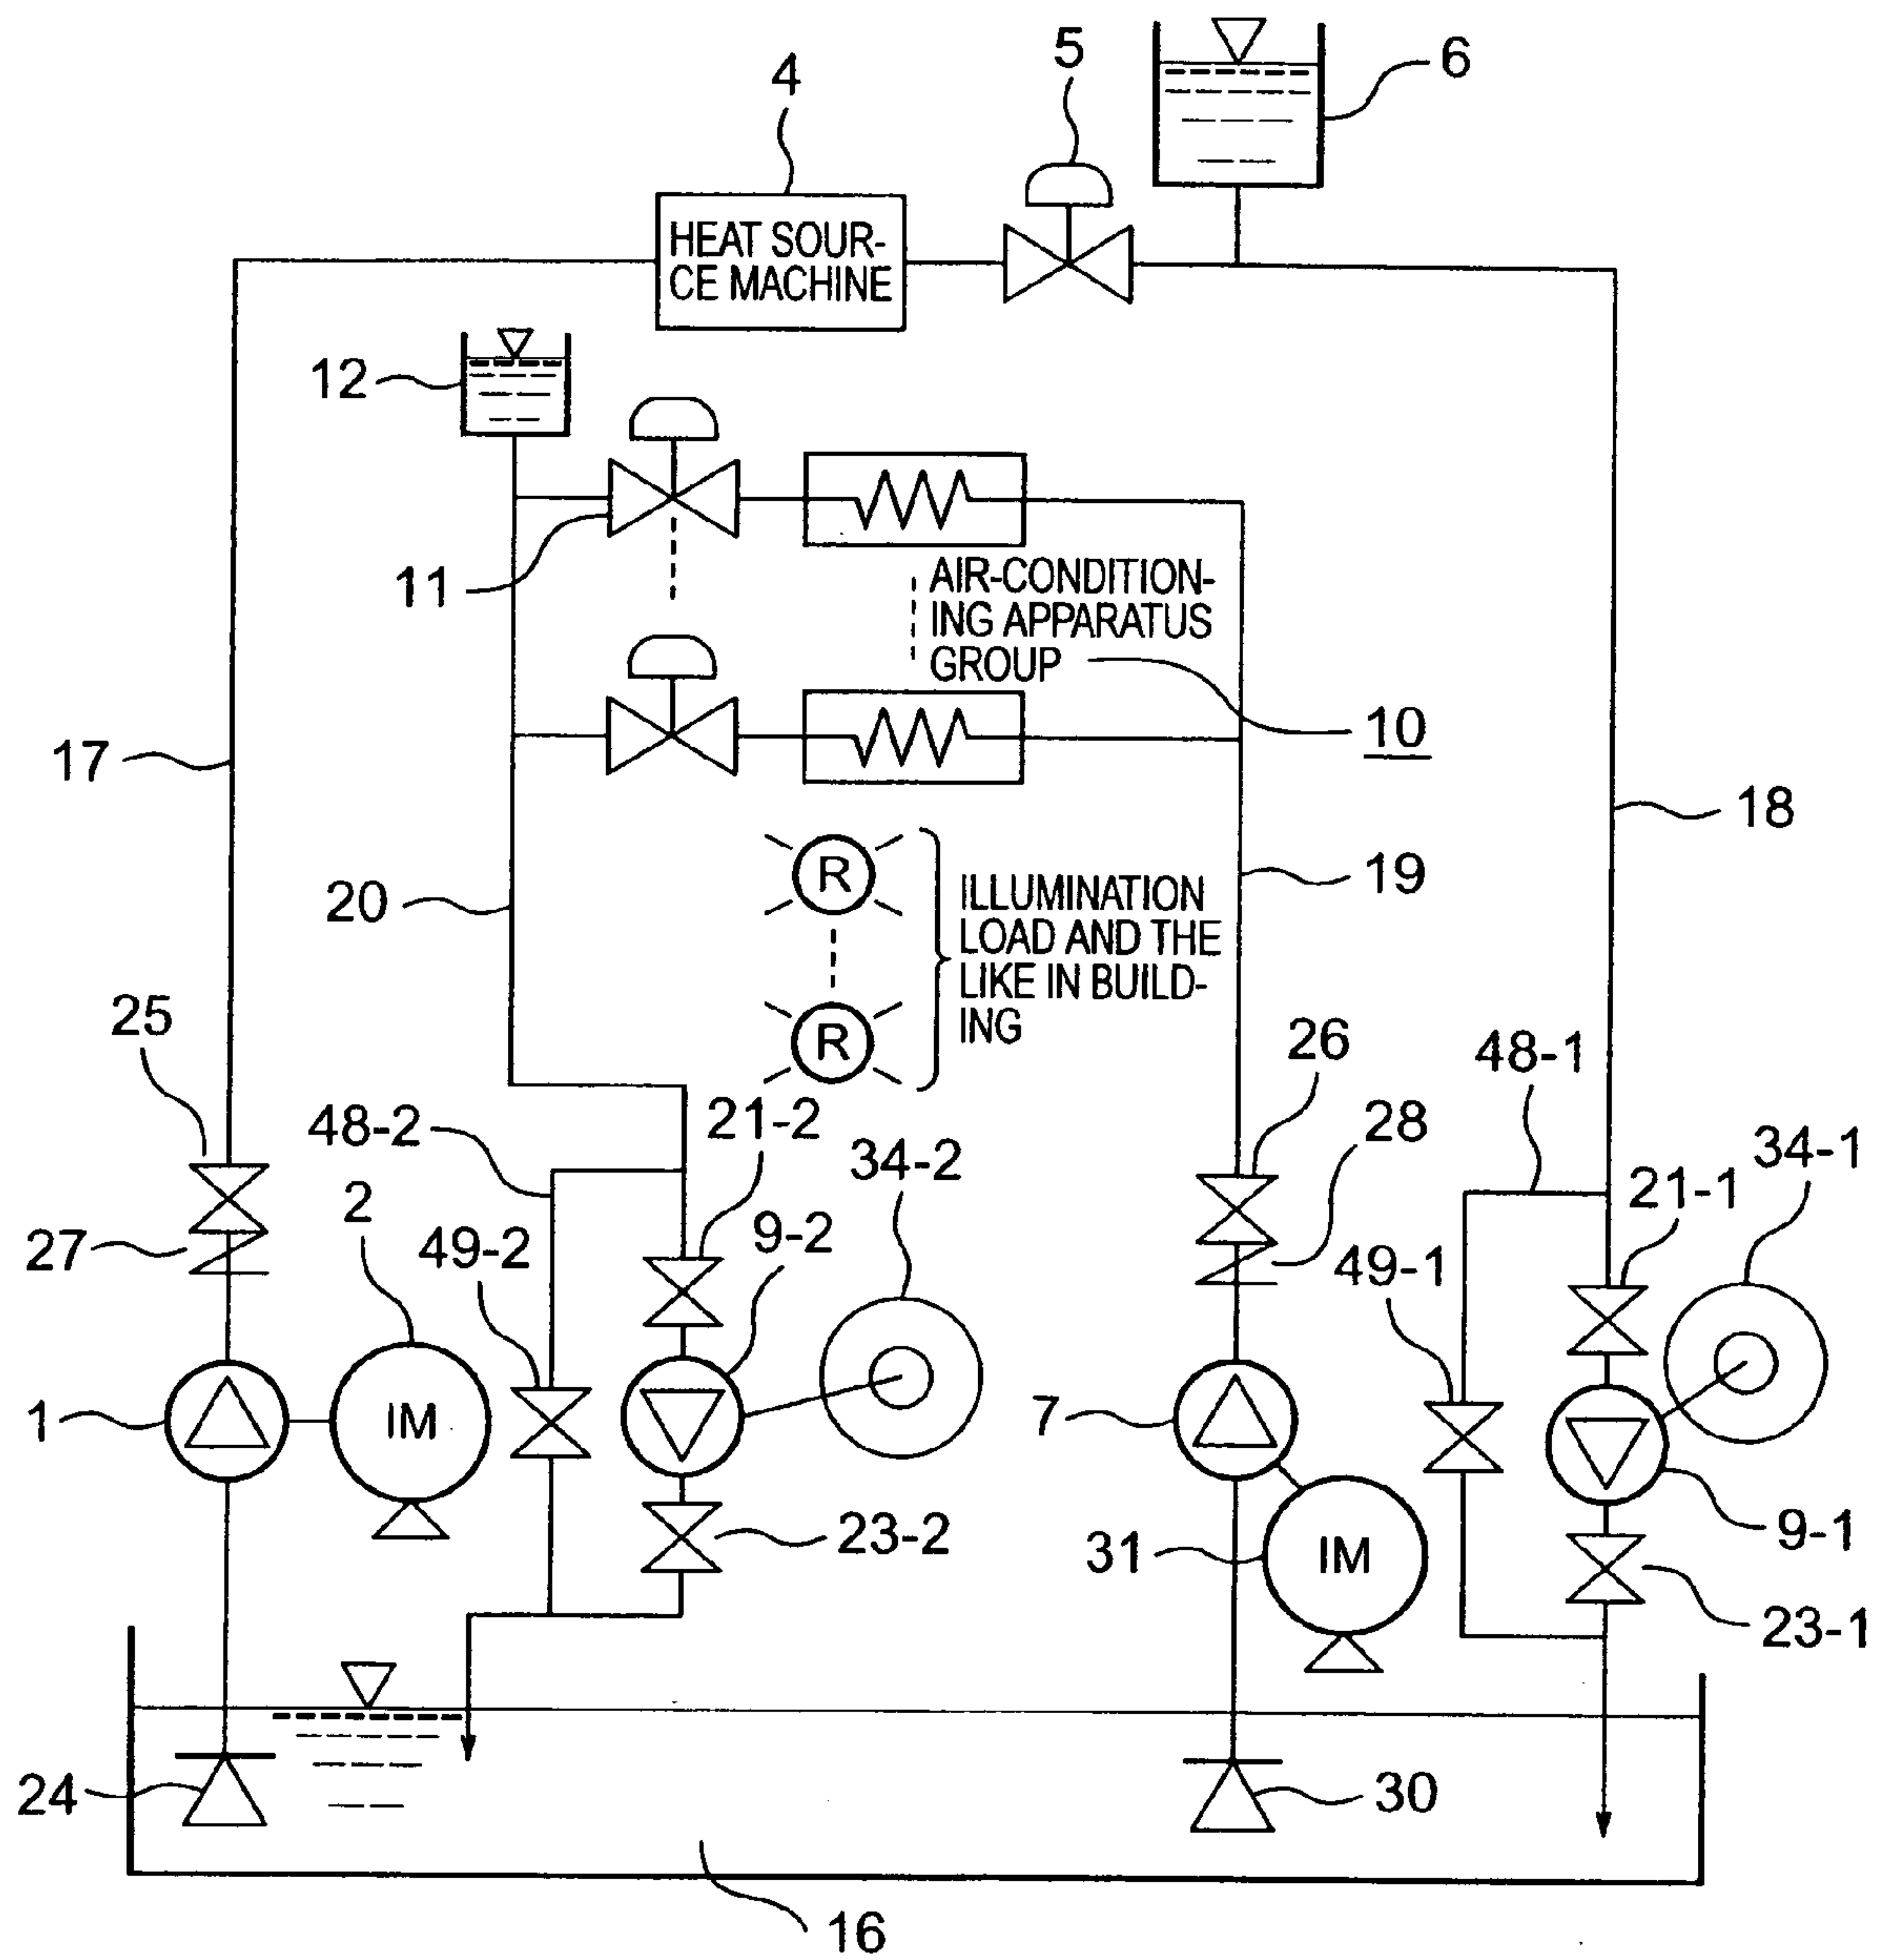 5
6
4
HEAT SOUR-
CE MACHINE
12
11
AIR-CONDITION-
ING APPARATUS
GROUP
10
17
18
R
19
20
ILLUMINATION
LOAD AND THE
LIKE IN BUILD-
ING
R
25
26
48-1
48-2
21-2
28
34-1
34-2
21-1
2
27
49-2
9-2
49-1
1
IM
7
23-2
31
IM
9-1
23-1
24
30
16